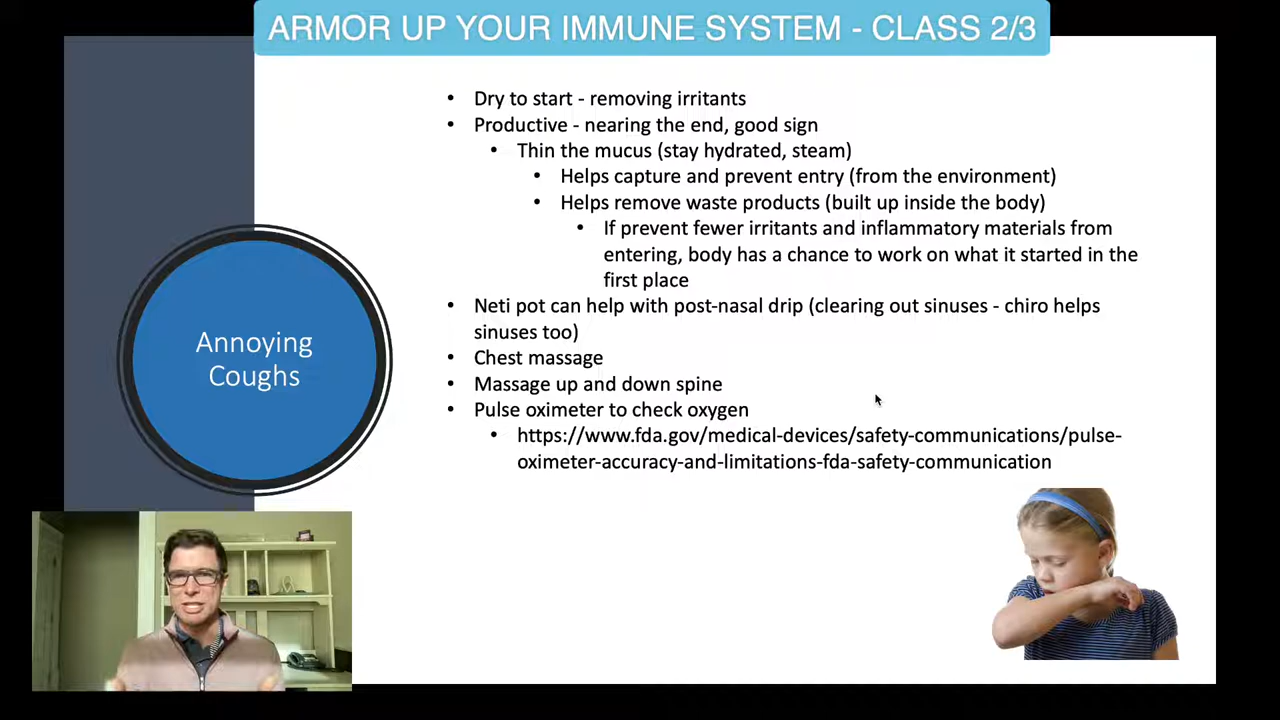 ARMOR UP YOUR IMMUNE SYSTEM - CLASS 2/3
• Dry to start - removing irritants
• Productive - nearing the end, good sign
• Thin the mucus (stay hydrated, steam)
• Helps capture and prevent entry (from the environment)
• Helps remove waste products (built up inside the body)
• If prevent fewer irritants and inflammatory materials from
entering, body has a chance to work on what it started in the
first place
• Neti pot can help with post-nasal drip (clearing out sinuses - chiro helps
sinuses too)
• Chest massage
• Massage up and down spine
• Pulse oximeter to check oxygen
• https://www.fda.gov/medical-devices/safety-communications/pulse-
oximeter-accuracy-and-limitations-fda-safety-communication
Annoying
Coughs